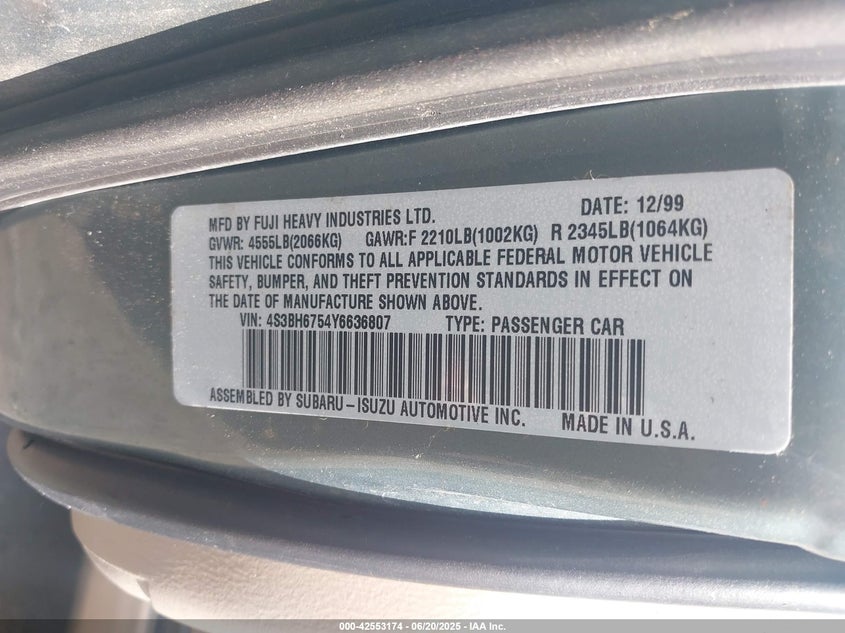 MFD BY FUJI HEAVY INDUSTRIES LTD. DATE: 12/99
GVWR: 4555LB(2066KG) GAWR:F 2210LB(1002KG) R 2345LB(1064KG)
THIS VEHICLE CONFORMS TO ALL APPLICABLE FEDERAL MOTOR VEHICLE
SAFETY, BUMPER, AND THEFT PREVENTION STANDARDS IN EFFECT ON
THE DATE OF MANUFACTURE SHOWN ABOVE.
VIN: 4S3BH6754Y6636807 TYPE: PASSENGER CAR
ASSEMBLED BY SUBARU-ISUZU AUTOMOTIVE INC. MADE IN U.S.A.
000-42553174 | 06/20/2025 - IAA Inc.